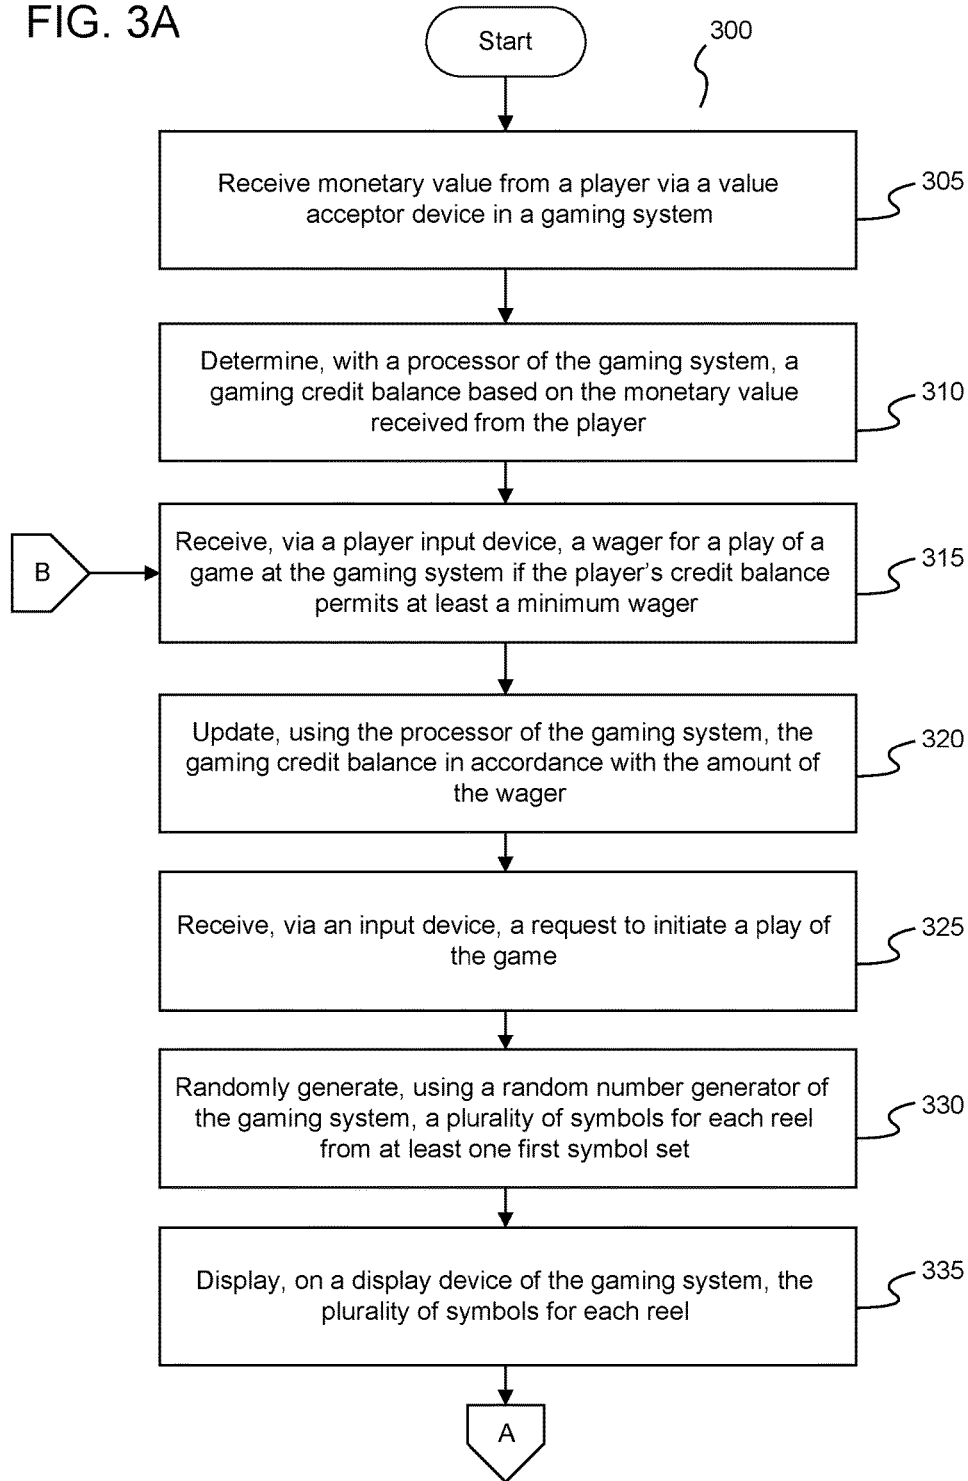 FIG. 3A
Start
300
Receive monetary value from a player via a value
acceptor device in a gaming system
305
Determine, with a processor of the gaming system, a
gaming credit balance based on the monetary value
received from the player
310
B
Receive, via a player input device, a wager for a play of a
game at the gaming system if the player's credit balance
permits at least a minimum wager
315
Update, using the processor of the gaming system, the
gaming credit balance in accordance with the amount of
the wager
320
Receive, via an input device, a request to initiate a play of
the game
325
Randomly generate, using a random number generator of
the gaming system, a plurality of symbols for each reel
from at least one first symbol set
330
Display, on a display device of the gaming system, the
plurality of symbols for each reel
335
A